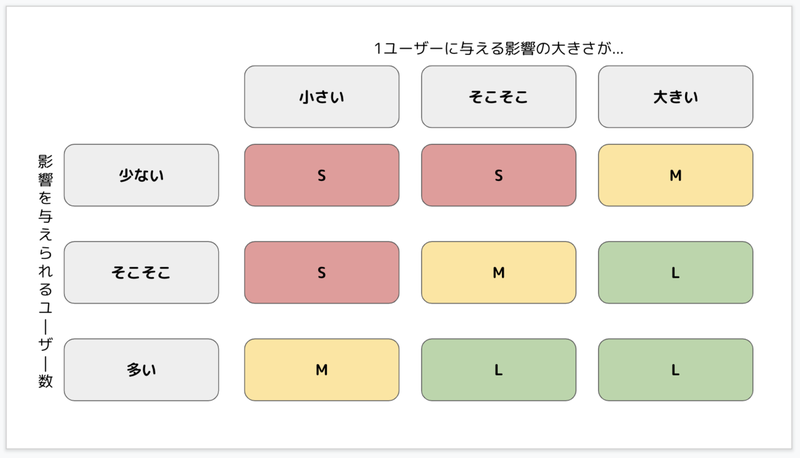 1ユーザーに与える影響の大きさが...
小さい
そこそこ
大きい
影響を与えられるユーザー数
少ない
S
S
M
そこそこ
S
M
L
多い
M
L
L